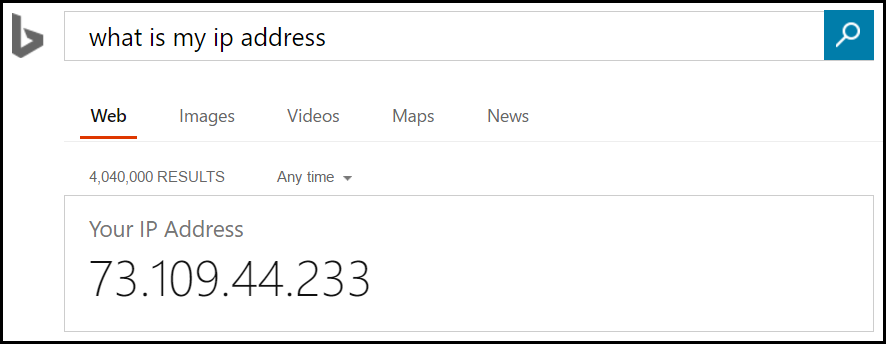 what is my ip address
Web Images Videos Maps News
4,040,000 RESULTS Any time
Your IP Address
73.109.44.233